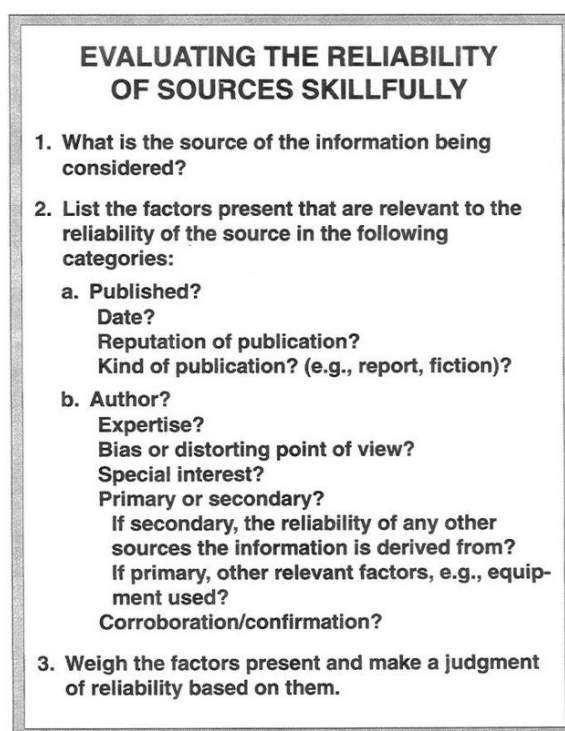 EVALUATING THE RELIABILITY
OF SOURCES SKILLFULLY
1. What is the source of the information being
considered?
2. List the factors present that are relevant to the
reliability of the source in the following
categories:
a. Published?
Date?
Reputation of publication?
Kind of publication? (e.g., report, fiction)?
b. Author?
Expertise?
Bias or distorting point of view?
Special interest?
Primary or secondary?
If secondary, the reliability of any other
sources the information is derived from?
If primary, other relevant factors, e.g., equip-
ment used?
Corroboration/confirmation?
3. Weigh the factors present and make a judgment
of reliability based on them.